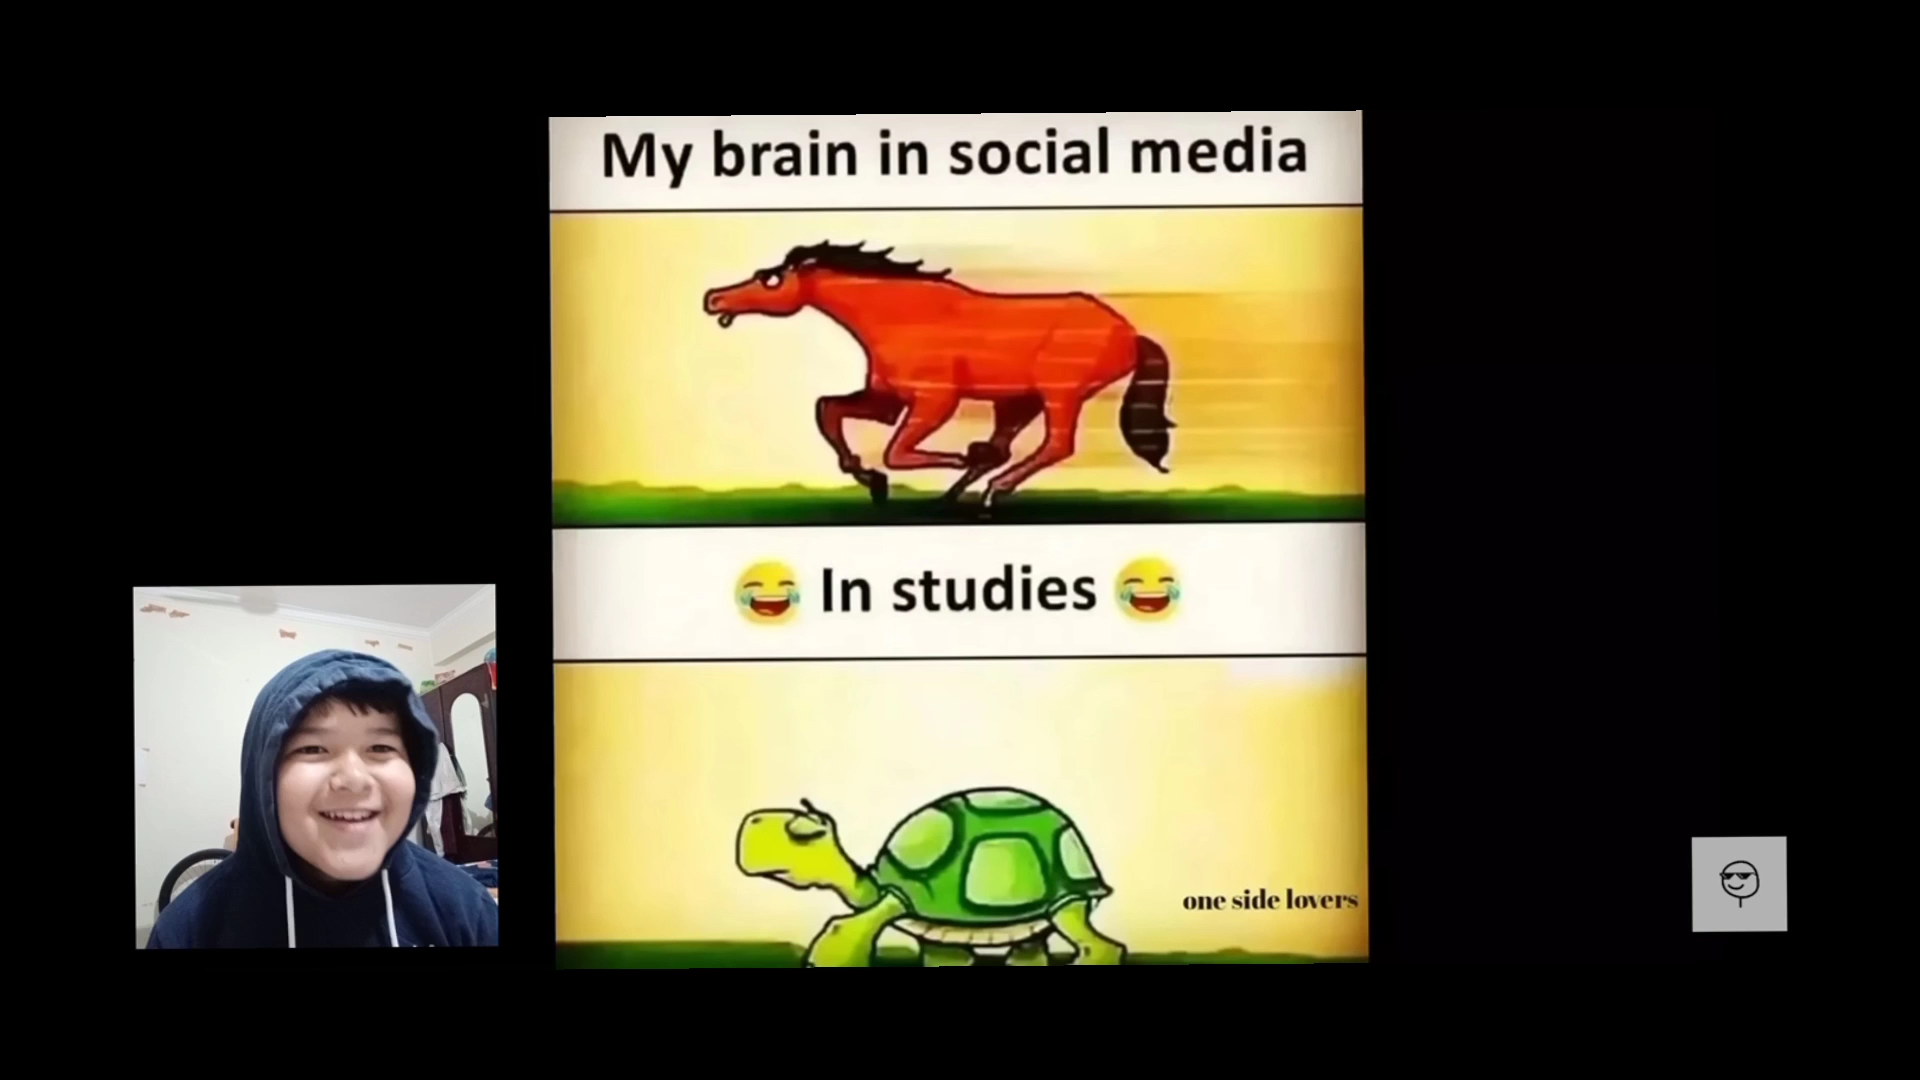 My brain in social media
😂 In studies 😂
one side lovers